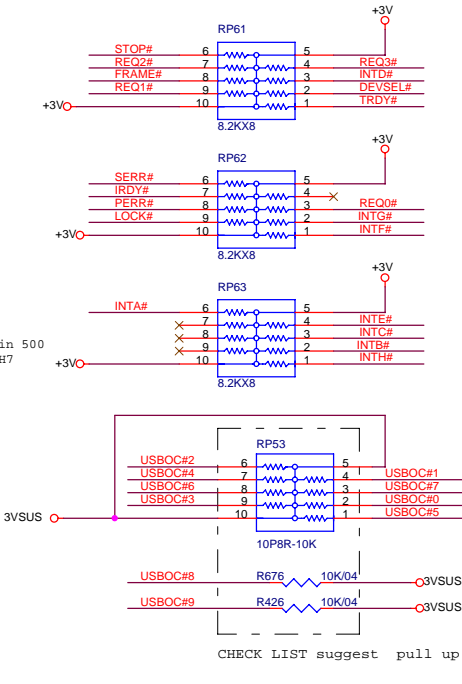 +3V
RP61
STOP# 6 5
REQ2# 7 4 REQ3#
FRAME# 8 3 INTD#
REQ1# 9 2 DEVSEL#
+3V 10 1 TRDY#
8.2KX8
+3V
RP62
SERR# 6 5
IRDY# 7 4
PERR# 8 3 REQ0#
LOCK# 9 2 INTG#
+3V 10 1 INTF#
8.2KX8
+3V
RP63
INTA# 6 5
7 4 INTE#
8 3 INTC#
in 500 9 2 INTB#
H7 +3V 10 1 INTH#
8.2KX8
RP53
USBOC#2 6 5
USBOC#4 7 4 USBOC#1
USBOC#6 8 3 USBOC#7
USBOC#3 9 2 USBOC#0
3VSUS 10 1 USBOC#5
10P8R-10K
USBOC#8 R676 10K/04 3VSUS
USBOC#9 R426 10K/04 3VSUS
CHECK LIST suggest pull up